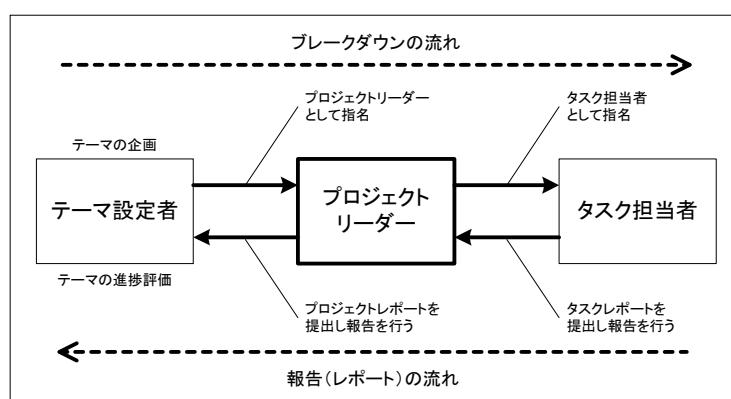 ブレークダウンの流れ
プロジェクトリーダー
として指名
タスク担当者
として指名
テーマの企画
テーマ設定者
プロジェクト
リーダー
タスク担当者
テーマの進捗評価
プロジェクトレポートを
提出し報告を行う
タスクレポートを
提出し報告を行う
報告(レポート)の流れ